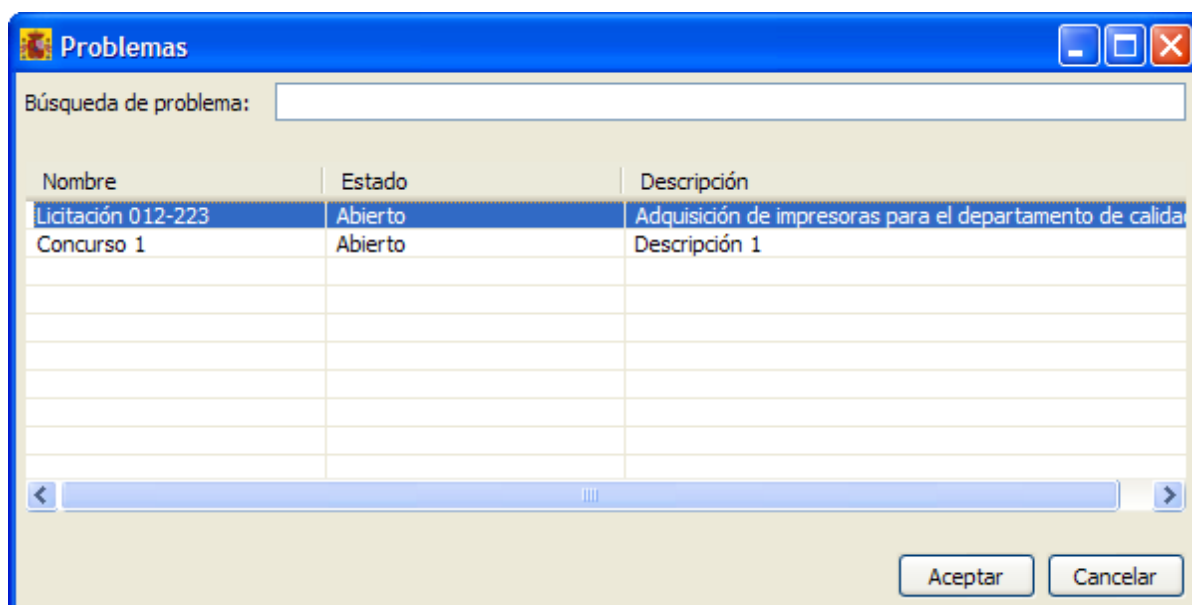 Problemas
Búsqueda de problema:
Nombre Estado Descripción
Licitación 012-223 Abierto Adquisición de impresoras para el departamento de calida
Concurso 1 Abierto Descripción 1
Aceptar Cancelar